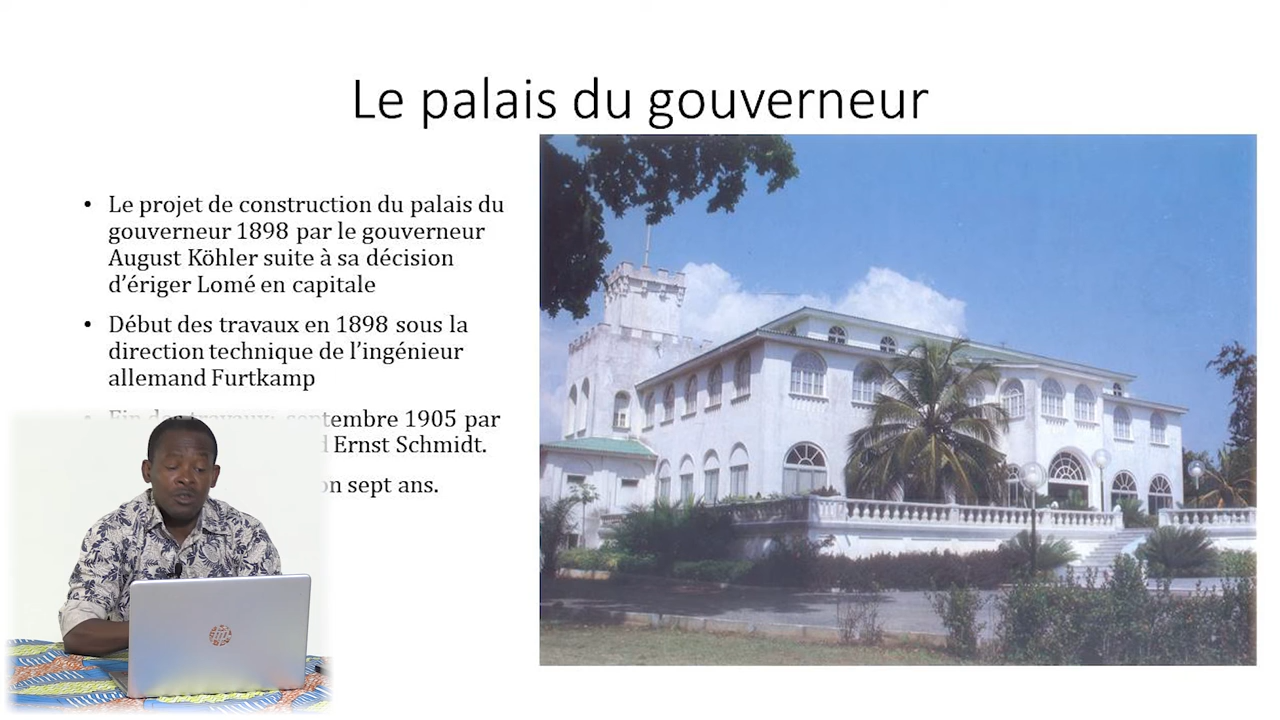 Le palais du gouverneur
• Le projet de construction du palais du
gouverneur 1898 par le gouverneur
August Köhler suite à sa décision
d’ériger Lomé en capitale
• Début des travaux en 1898 sous la
direction technique de l’ingénieur
allemand Furtkamp
• Fin des travaux: septembre 1905 par
Ernst Schmidt.
sept ans.